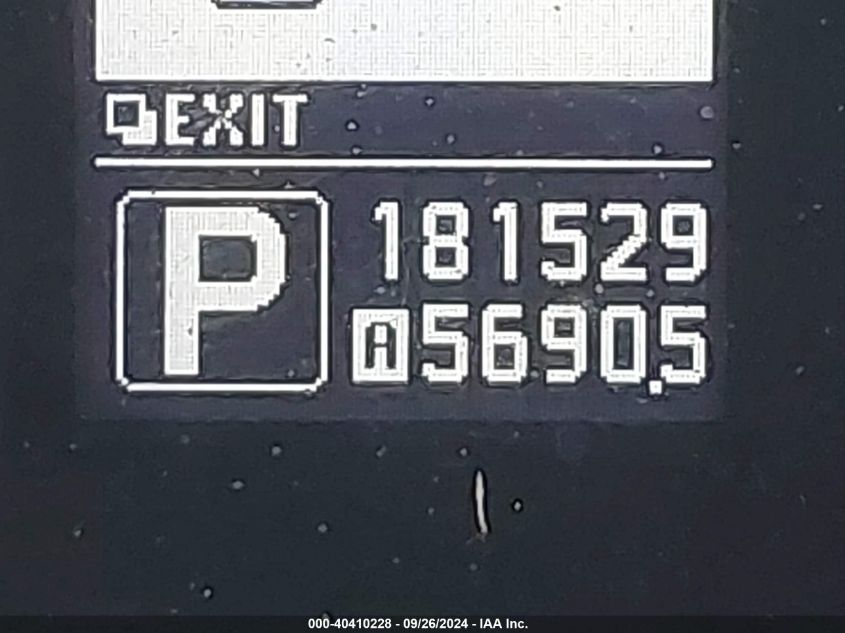 EXIT
P
181529
A 5690.5
000-40410228 - 09/26/2024 - IAA Inc.